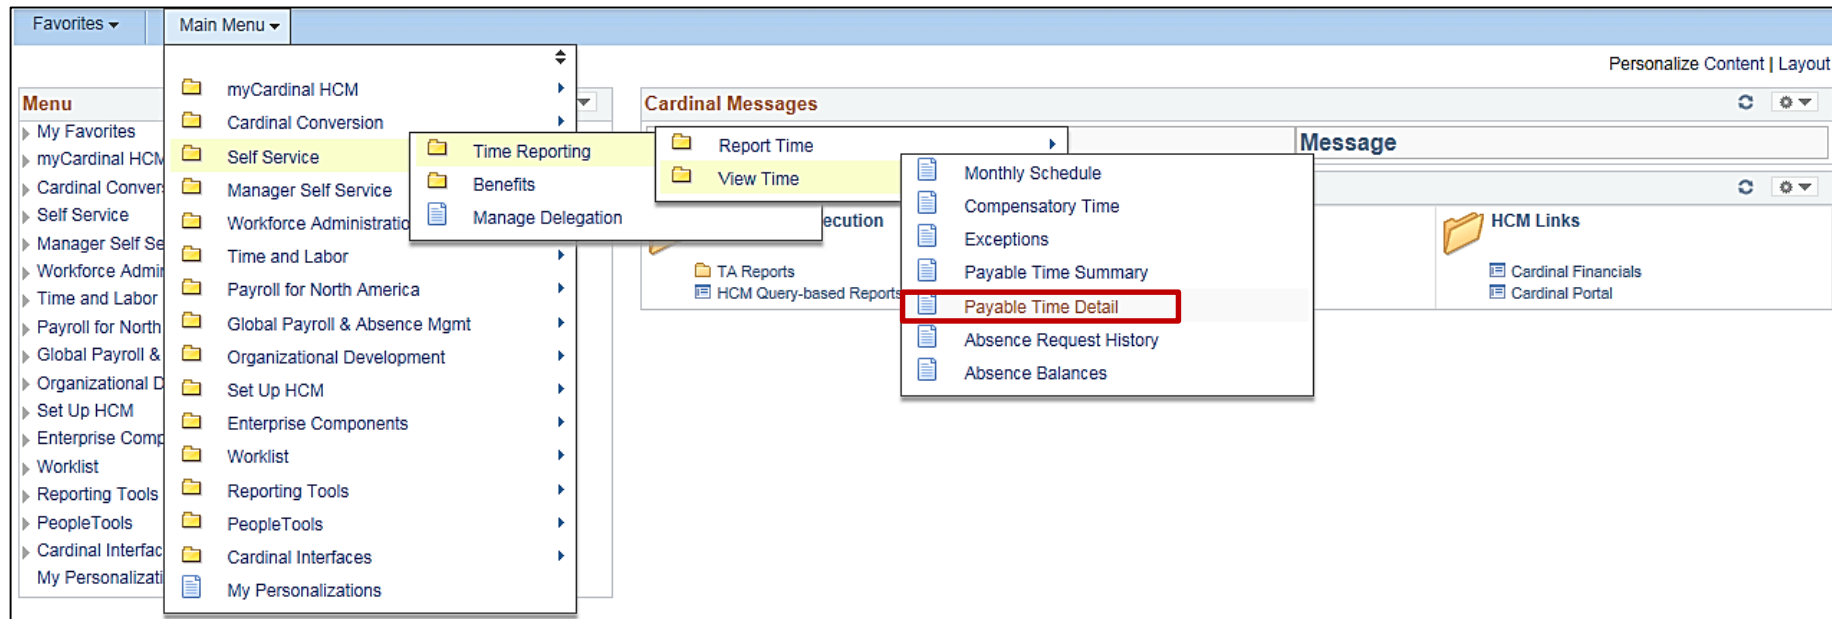 Favorites
Main Menu
Personalize Content | Layout
Menu
My Favorites
myCardinal HCM
Cardinal Conver
Self Service
Manager Self Se
Workforce Admi
Time and Labor
Payroll for North
Global Payroll &
Organizational D
Set Up HCM
Enterprise Comp
Worklist
Reporting Tools
PeopleTools
Cardinal Interfac
My Personalizati
myCardinal HCM
Cardinal Conversion
Self Service
Manager Self Service
Workforce Administratio
Time and Labor
Payroll for North America
Global Payroll & Absence Mgmt
Organizational Development
Set Up HCM
Enterprise Components
Worklist
Reporting Tools
PeopleTools
Cardinal Interfaces
My Personalizations
Time Reporting
Benefits
Manage Delegation
Report Time
View Time
Monthly Schedule
Compensatory Time
Exceptions
Payable Time Summary
Payable Time Detail
Absence Request History
Absence Balances
Cardinal Messages
Message
ecution
TA Reports
HCM Query-based Reports
HCM Links
Cardinal Financials
Cardinal Portal